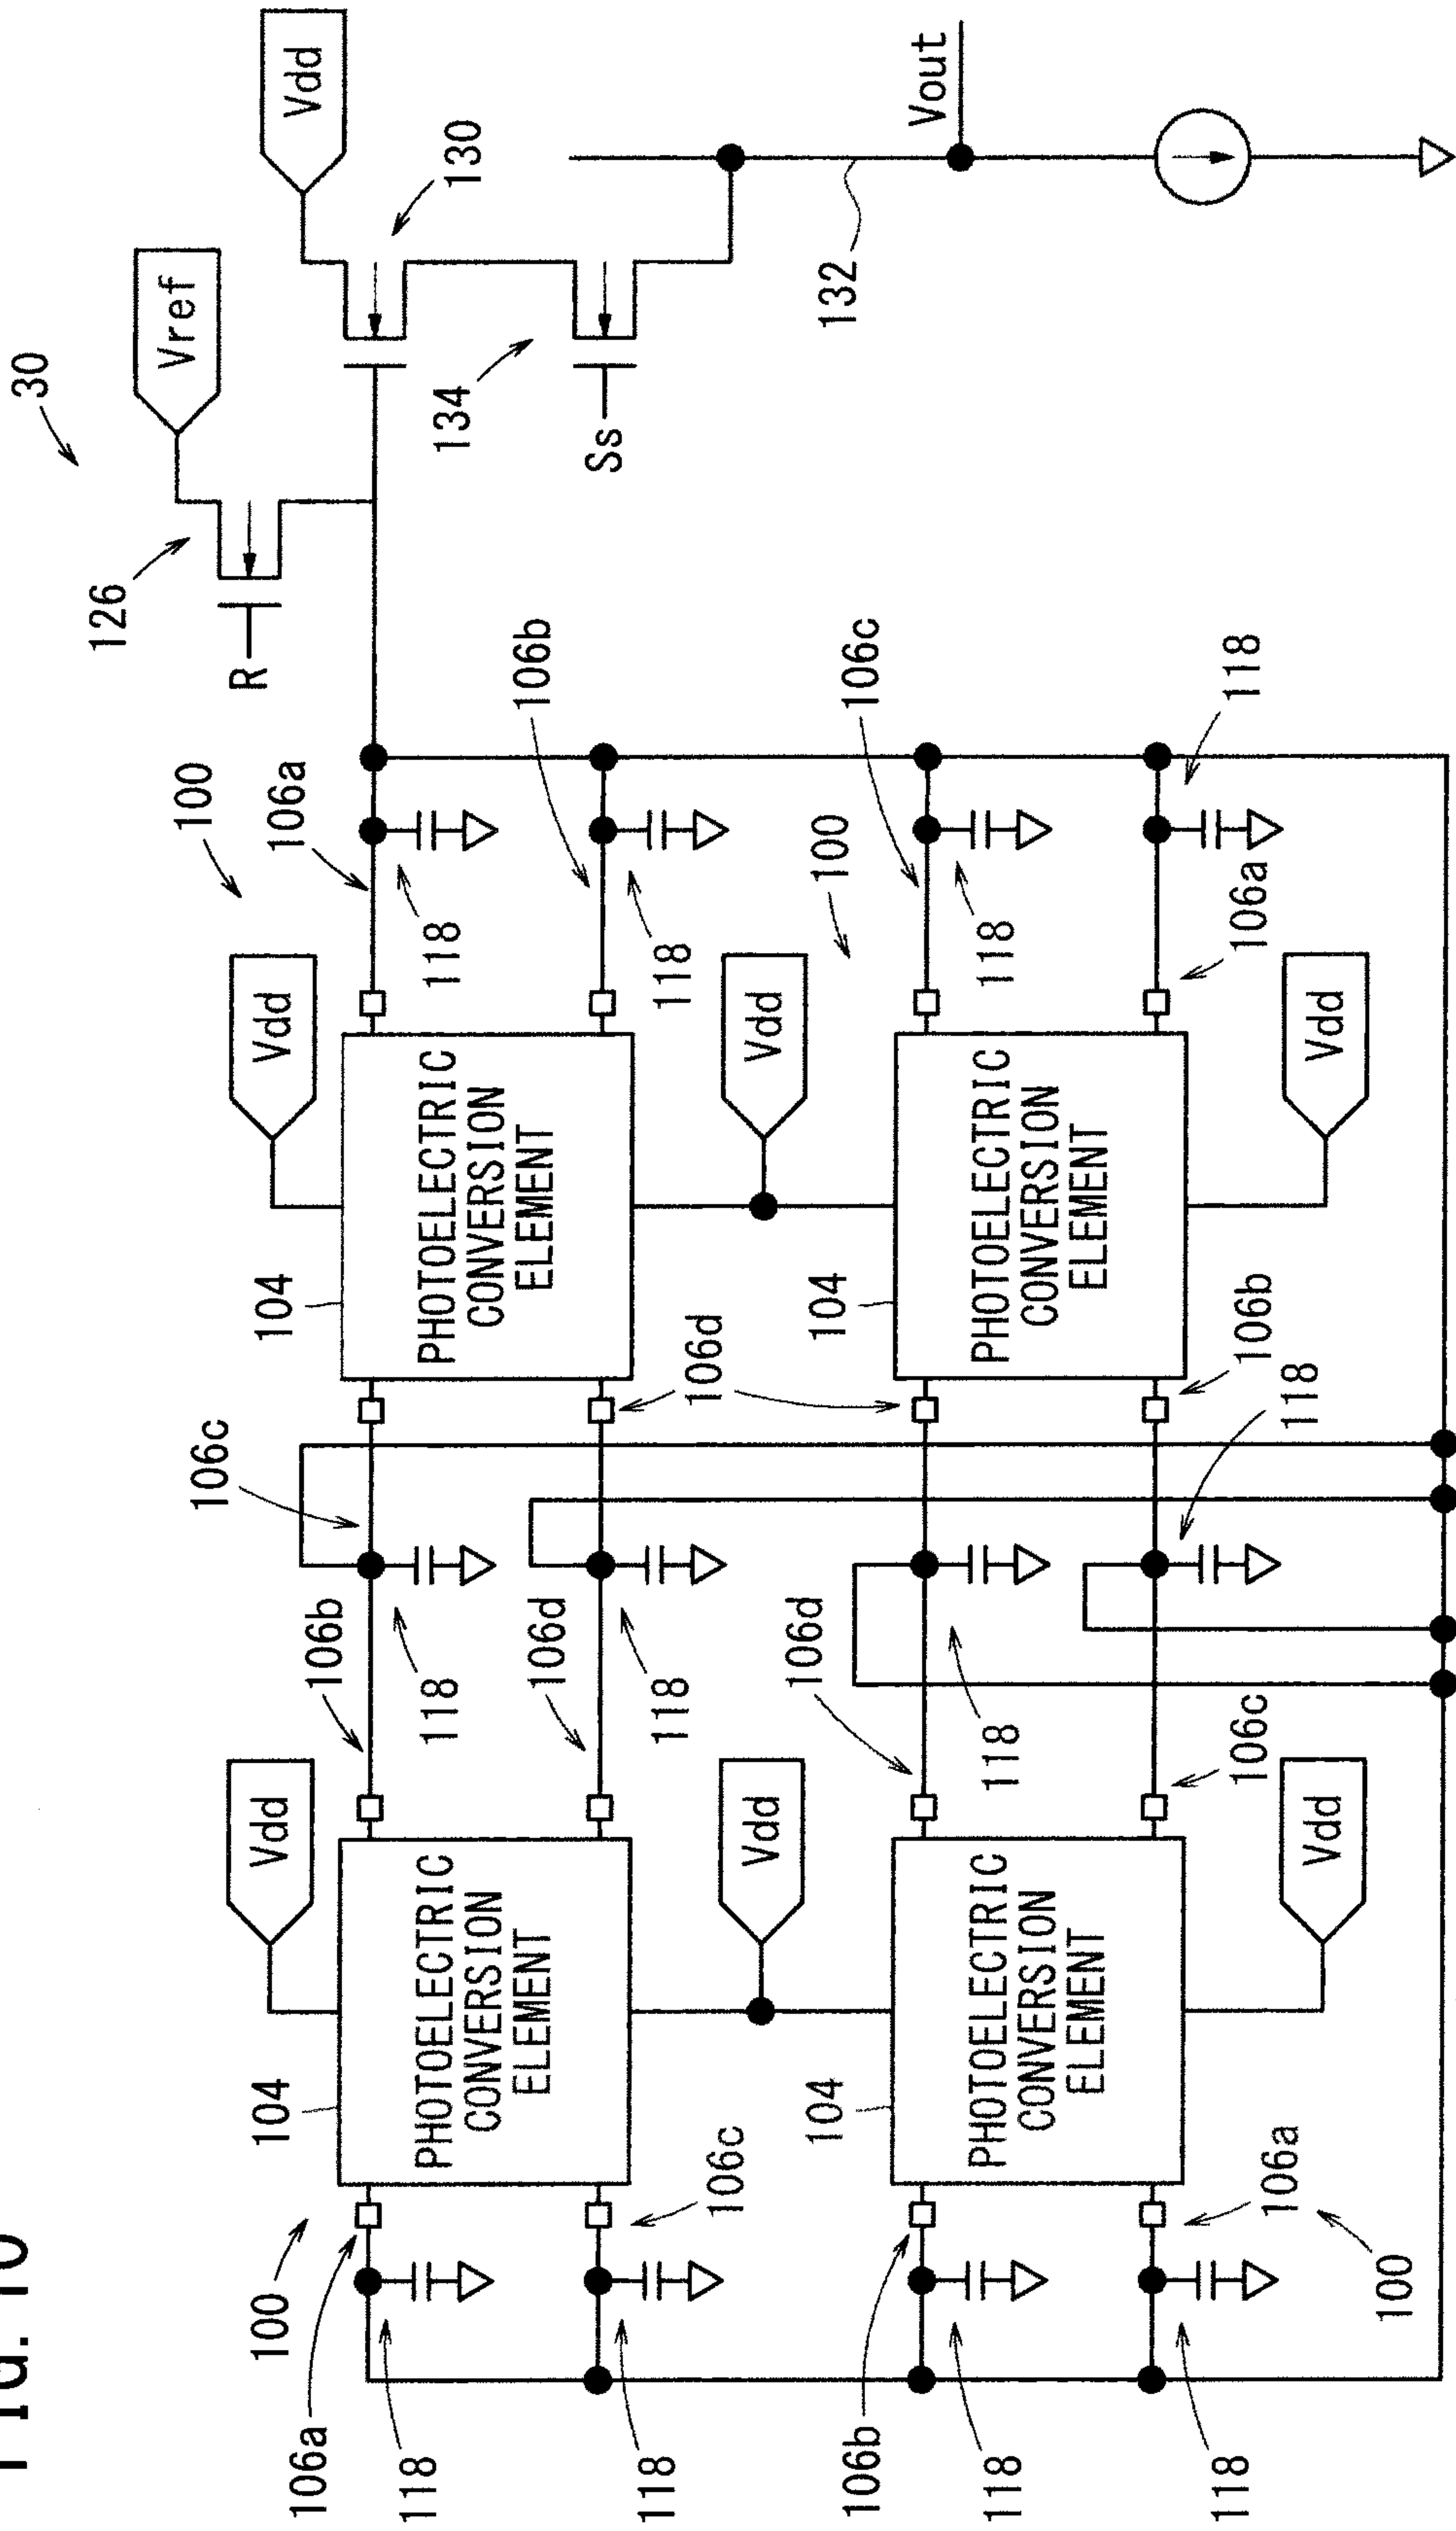 FIG.
30
126
Vref
100
106c
R
100
104
Vdd
106b
104
Vdd
106a
Vdd
106a
118
PHOTOELECTRIC
CONVERSION
ELEMENT
118
PHOTOELECTRIC
CONVERSION
ELEMENT
118
134
130
106d
106b
Ss
118
106c
118
106d
118
Vdd
Vdd
104
106d
104
100
106c
132
Vout
106b
118
PHOTOELECTRIC
CONVERSION
ELEMENT
118
PHOTOELECTRIC
CONVERSION
ELEMENT
118
118
106a
106c
118
106b
106a
118
Vdd
Vdd
100